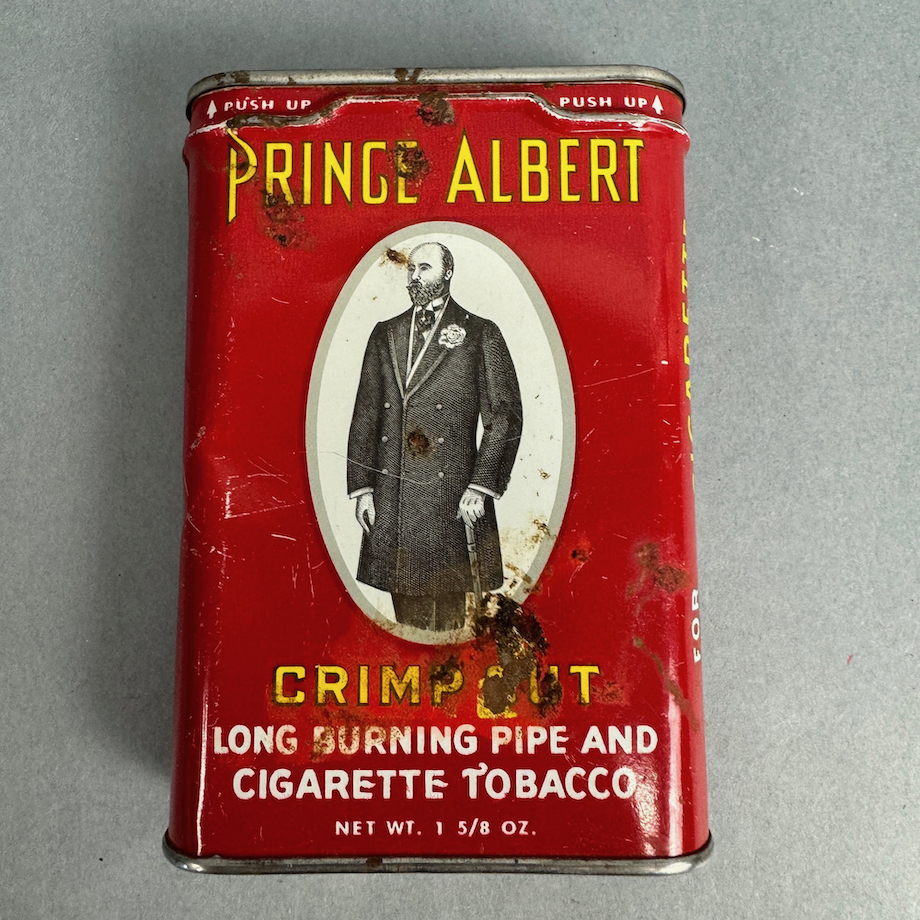 PUSH UP PUSH UP
PRINCE ALBERT
CRIMP CUT
LONG BURNING PIPE AND
CIGARETTE TOBACCO
NET WT. 1 5/8 OZ.
FOR